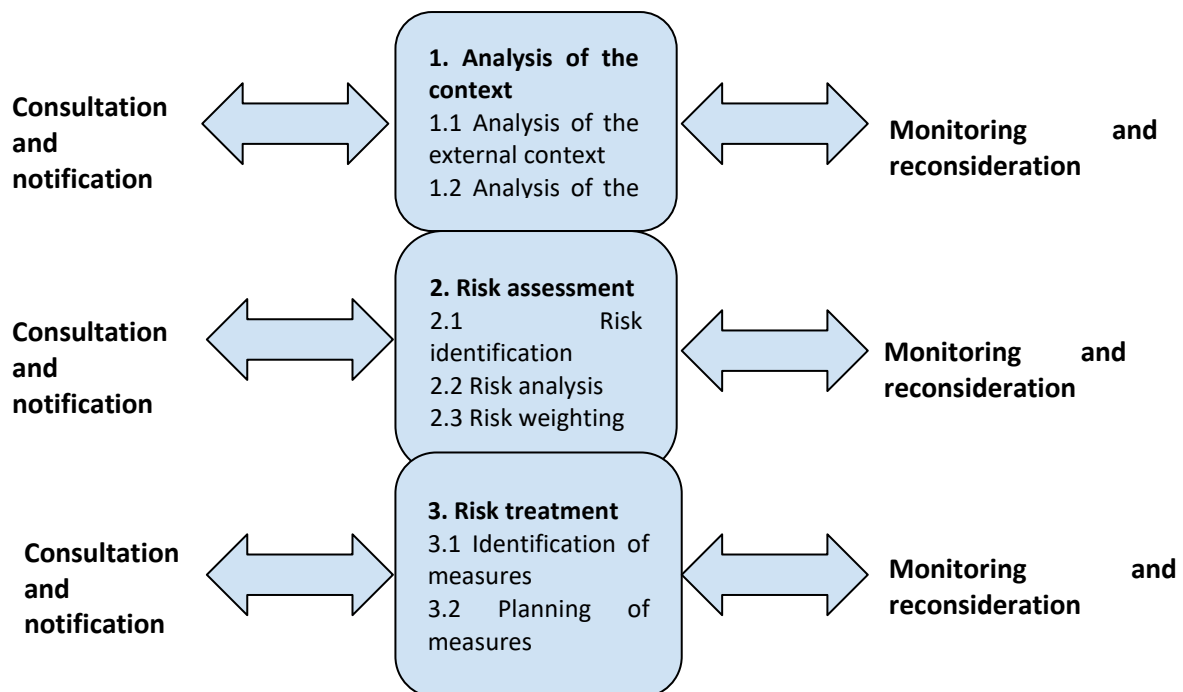 Consultation
and
notification
1. Analysis of the
context
1.1 Analysis of the
external context
1.2 Analysis of the
Monitoring and
reconsideration
Consultation
and
notification
2. Risk assessment
2.1 Risk
identification
2.2 Risk analysis
2.3 Risk weighting
Monitoring and
reconsideration
Consultation
and
notification
3. Risk treatment
3.1 Identification of
measures
3.2 Planning of
measures
Monitoring and
reconsideration